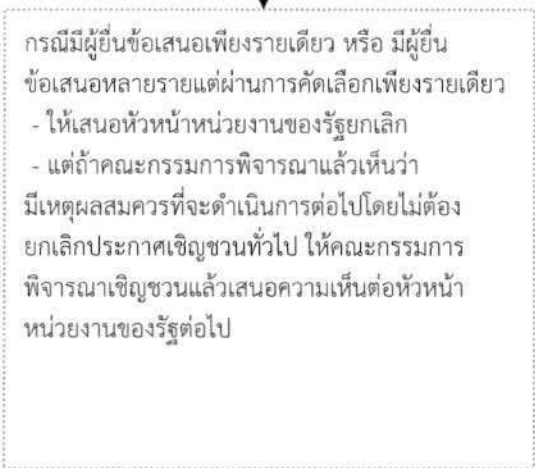 กรณีมีผู้ยื่นข้อเสนอเพียงรายเดียว หรือ มีผู้ยื่น
ข้อเสนอหลายรายแต่ผ่านการคัดเลือกเพียงรายเดียว
- ให้เสนอหัวหน้าหน่วยงานของรัฐยกเลิก
- แต่ถ้าคณะกรรมการพิจารณาแล้วเห็นว่า
มีเหตุผลสมควรที่จะดำเนินการต่อไปโดยไม่ต้อง
ยกเลิกประกาศเชิญชวนทั่วไป ให้คณะกรรมการ
พิจารณาเชิญชวนแล้วเสนอความเห็นต่อหัวหน้า
หน่วยงานของรัฐต่อไป